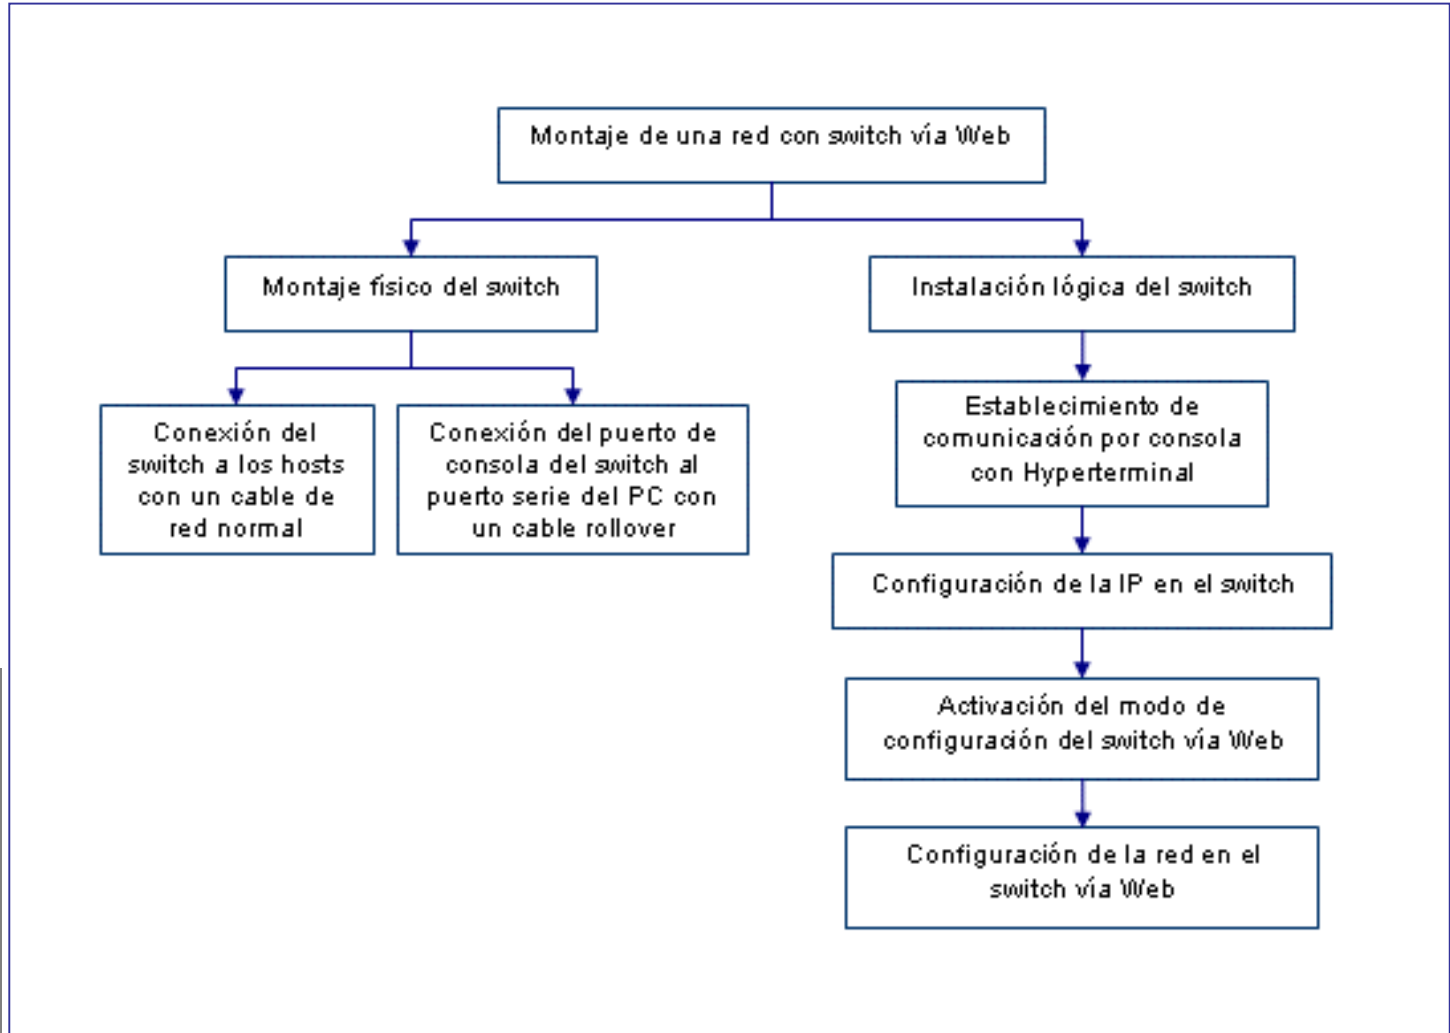 Montaje de una red con switch vía Web
Montaje físico del switch
Instalación lógica del switch
Conexión del
switch a los hosts
con un cable de
red normal
Conexión del puerto de
consola del switch al
puerto serie del PC con
un cable rollover
Establecimiento de
comunicación por consola
con Hyperterminal
Configuración de la IP en el switch
Activación del modo de
configuración del switch vía Web
Configuración de la red en el
switch vía Web